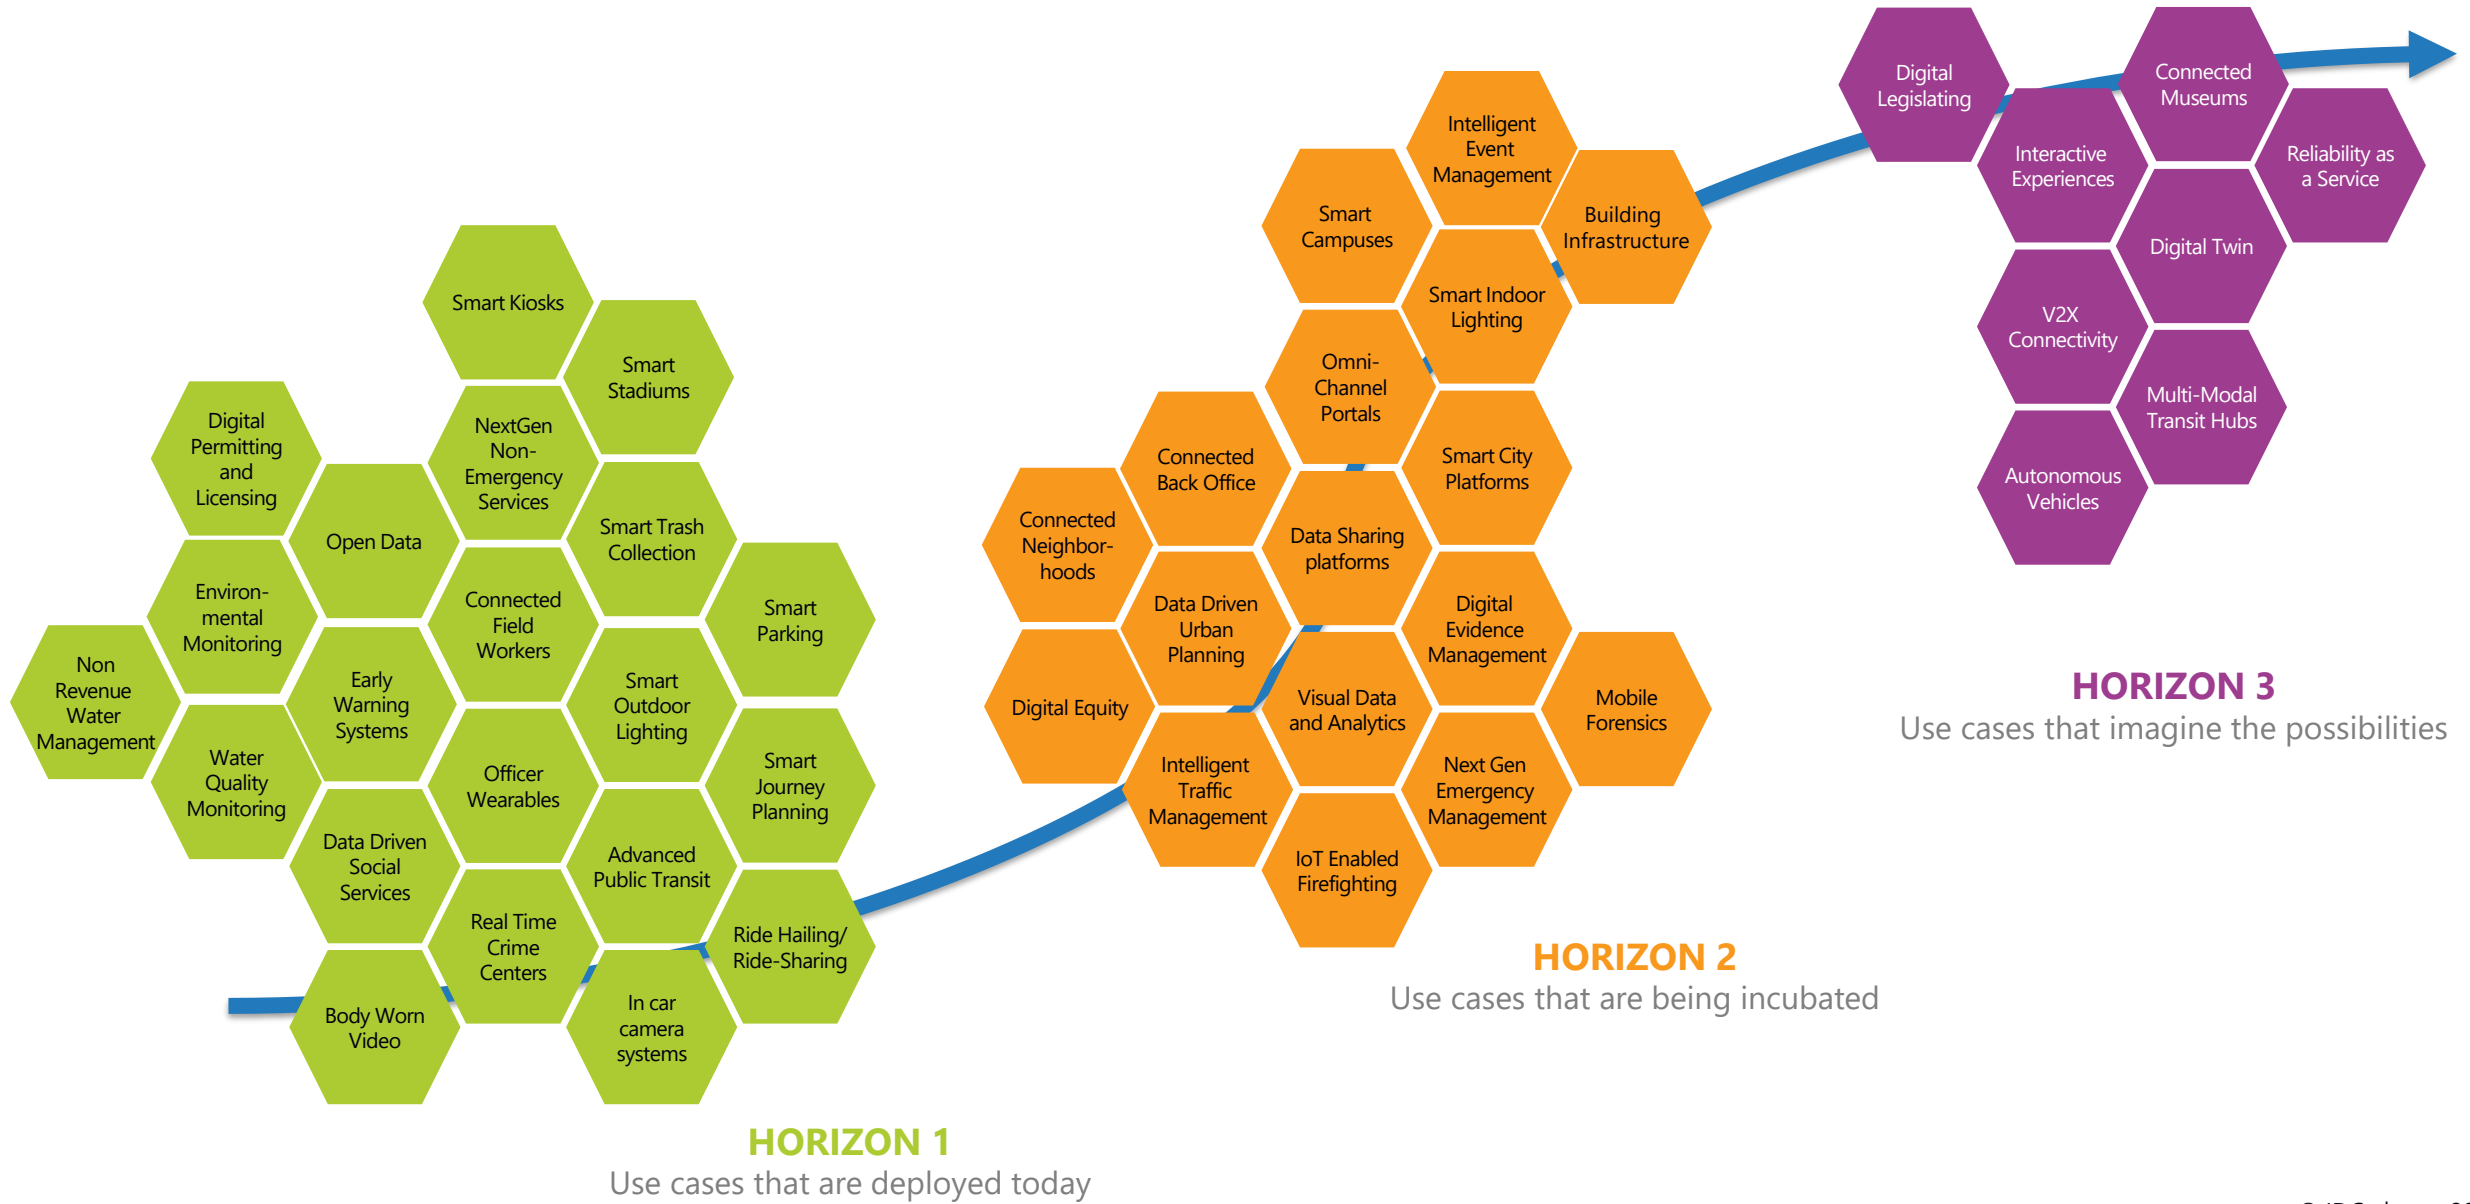 Smart Kiosks
Smart
Stadiums
Digital
Permitting
and
Licensing
NextGen
Non-
Emergency
Services
Open Data
Smart Trash
Collection
Environ-
mental
Monitoring
Connected
Field
Workers
Smart
Parking
Non
Revenue
Water
Management
Early
Warning
Systems
Smart
Outdoor
Lighting
Water
Quality
Monitoring
Officer
Wearables
Smart
Journey
Planning
Data Driven
Social
Services
Advanced
Public Transit
Real Time
Crime
Centers
Ride Hailing/
Ride-Sharing
Body Worn
Video
In car
camera
systems
HORIZON 1
Use cases that are deployed today
Intelligent
Event
Management
Smart
Campuses
Building
Infrastructure
Smart Indoor
Lighting
Omni-
Channel
Portals
Connected
Back Office
Smart City
Platforms
Connected
Neighbor-
hoods
Data Sharing
platforms
Data Driven
Urban
Planning
Digital
Evidence
Management
Digital Equity
Visual Data
and Analytics
Mobile
Forensics
Intelligent
Traffic
Management
Next Gen
Emergency
Management
IoT Enabled
Firefighting
HORIZON 2
Use cases that are being incubated
Digital
Legislating
Connected
Museums
Interactive
Experiences
Reliability as
a Service
Digital Twin
V2X
Connectivity
Multi-Modal
Transit Hubs
Autonomous
Vehicles
HORIZON 3
Use cases that imagine the possibilities